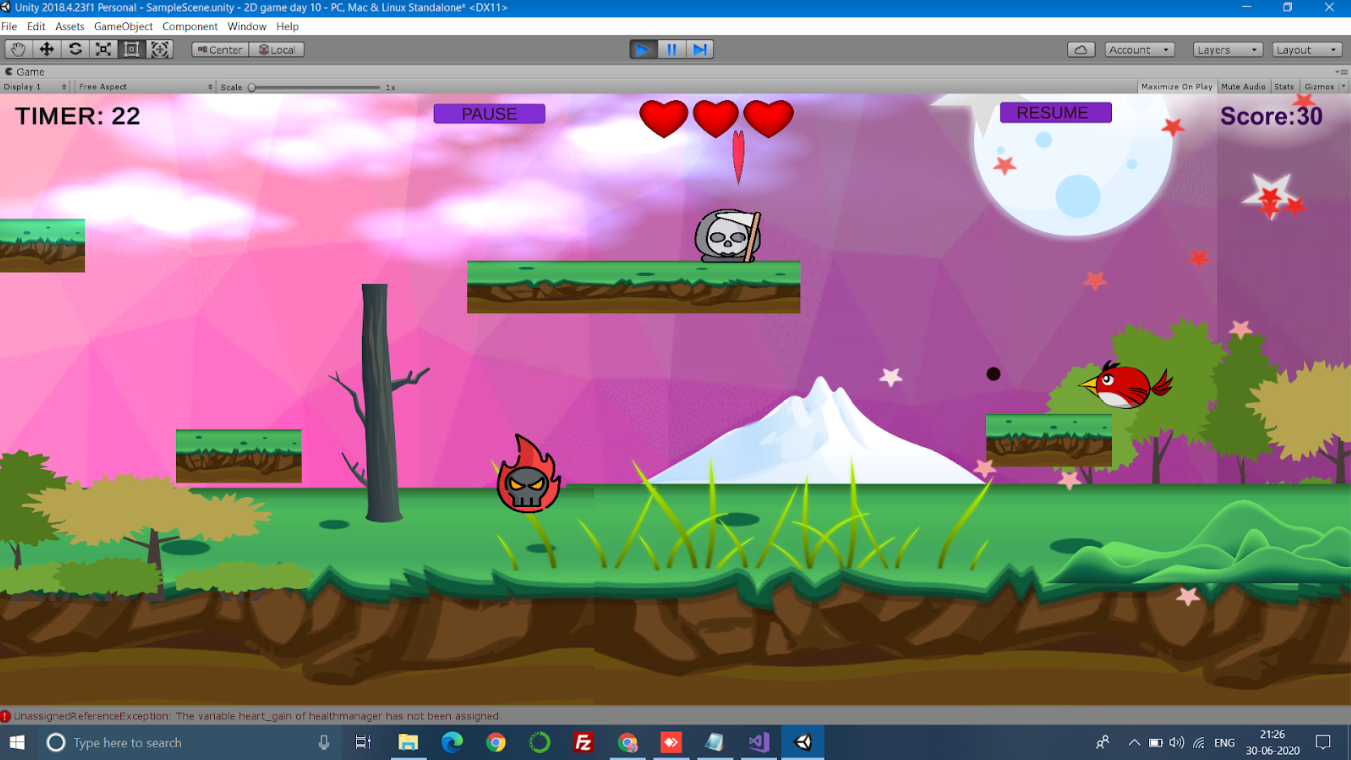 Unity 2018.4.23f1 Personal - SampleScene.unity - 2D game day 10 - PC, Mac & Linux Standalone* <DX11>
File Edit Assets GameObject Component Window Help
Center Local Account Layers Layout
Game
Display 1 Free Aspect Scale 1x Maximize On Play Mute Audio Stats Gizmos
TIMER: 22 PAUSE RESUME Score:30
UnassignedReferenceException: The variable heart_gain of healthmanager has not been assigned.
Type here to search ENG 21:26
30-06-2020